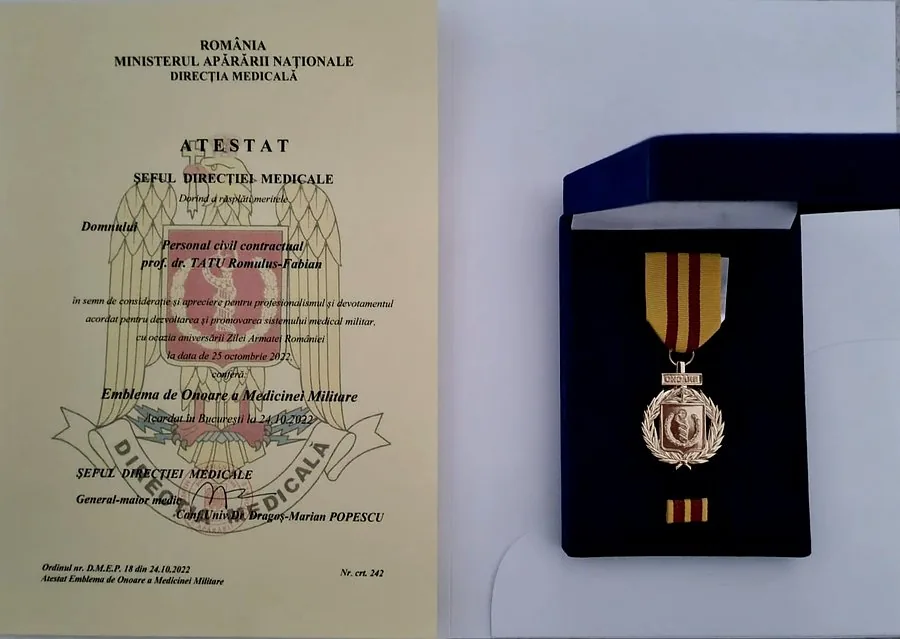 ROMÂNIA
MINISTERUL APĂRĂRII NAȚIONALE
DIRECȚIA MEDICALĂ
ATESTAT
ȘEFUL DIRECȚIEI MEDICALE
Dorind a răsplăti meritele
Domnului
Personal civil contractual
prof. dr. TATU Romulus-Fabian
în semn de considerație și apreciere pentru profesionalismul și devotamentul
acordat pentru dezvoltarea și promovarea sistemului medical militar,
cu ocazia aniversării Zilei Armatei României
la data de 25 octombrie 2022,
conferă:
Emblema de Onoare a Medicinei Militare
Acordat în București la 24.10.2022
DIRECȚIA MEDICALĂ
ȘEFUL DIRECȚIEI MEDICALE
General-maior medic
Conf.Univ.Dr. Dragoș-Marian POPESCU
Ordinul nr. D.M.E.P. 18 din 24.10.2022
Atestat Emblema de Onoare a Medicinei Militare
Nr. crt. 242
ONOARE